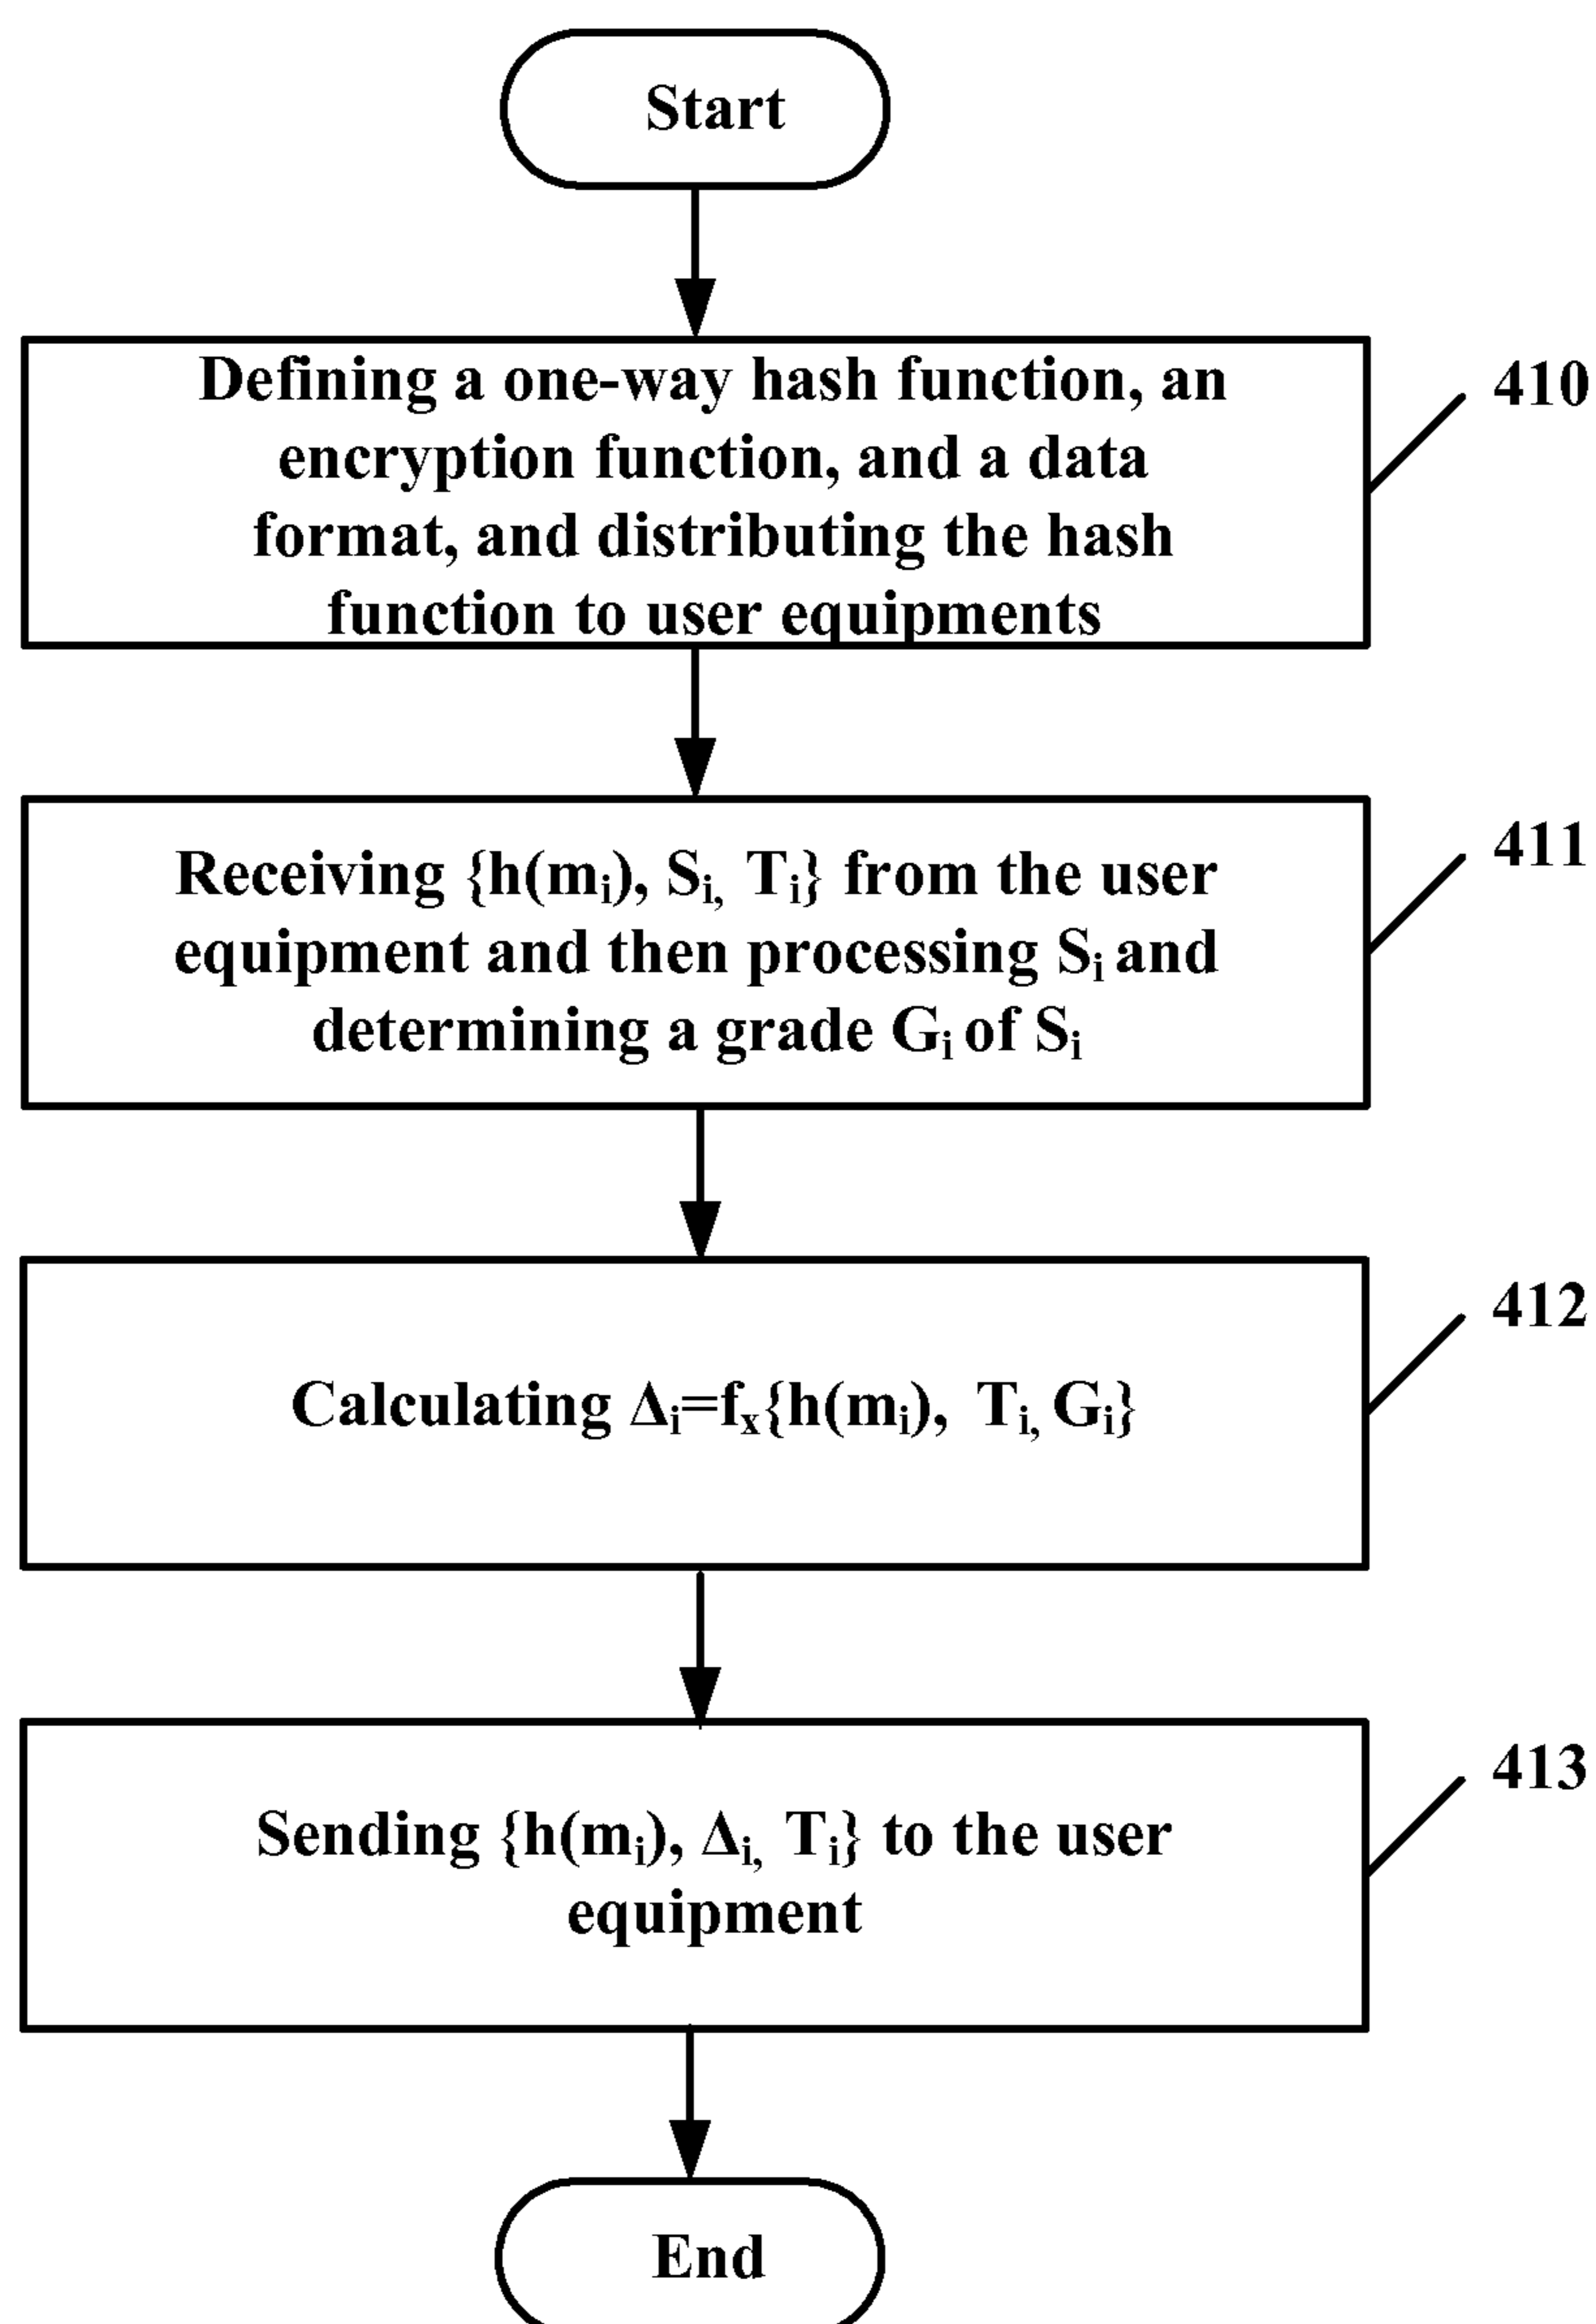 Start
Defining a one-way hash function, an
encryption function, and a data
format, and distributing the hash
function to user equipments
410
Receiving {h(mᵢ), Sᵢ, Tᵢ} from the user
equipment and then processing Sᵢ and
determining a grade Gᵢ of Sᵢ
411
Calculating Δᵢ=fₓ{h(mᵢ), Tᵢ, Gᵢ}
412
Sending {h(mᵢ), Δᵢ, Tᵢ} to the user
equipment
413
End